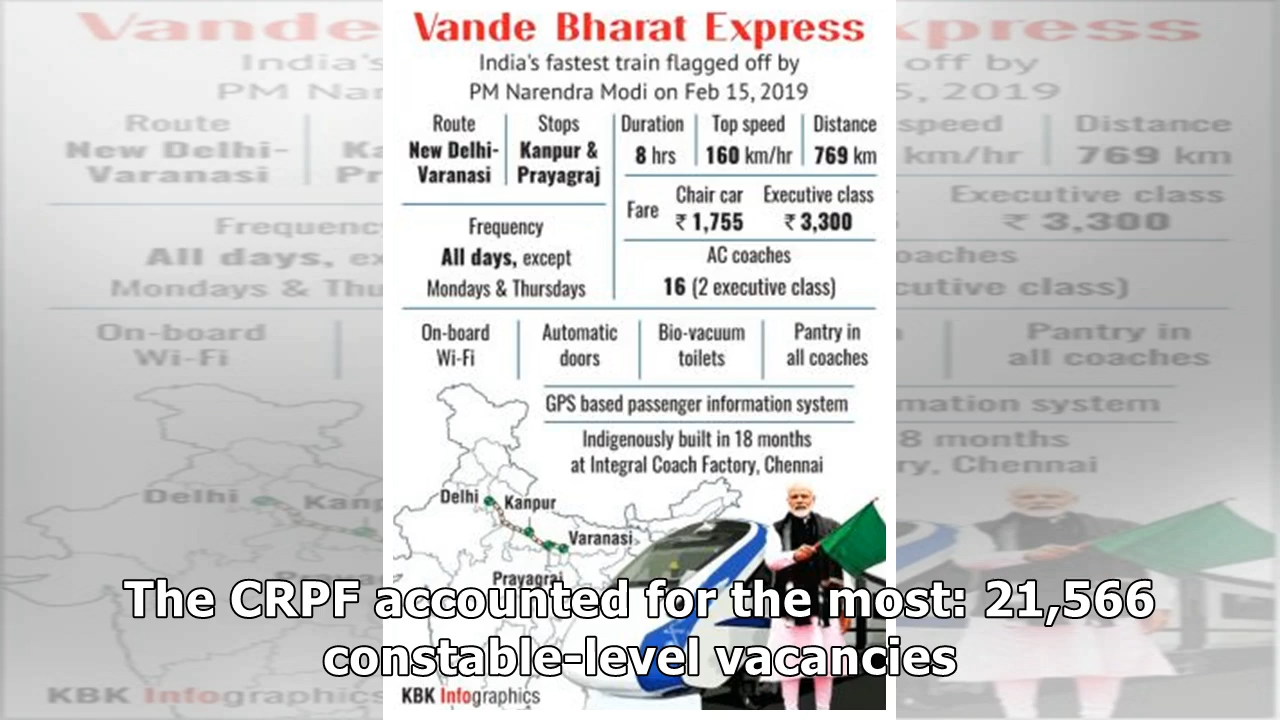 Vande Bharat Express
India's fastest train flagged off by
PM Narendra Modi on Feb 15, 2019
Route
New Delhi-
Varanasi
Stops
Kanpur &
Prayagraj
Duration
8 hrs
Top speed
160 km/hr
Distance
769 km
Fare
Chair car
₹ 1,755
Executive class
₹ 3,300
Frequency
All days, except
Mondays & Thursdays
AC coaches
16 (2 executive class)
On-board
Wi-Fi
Automatic
doors
Bio-vacuum
toilets
Pantry in
all coaches
GPS based passenger information system
Indigenously built in 18 months
at Integral Coach Factory, Chennai
Delhi
Kanpur
Varanasi
Prayagraj
The CRPF accounted for the most: 21,566
constable-level vacancies
KBK Infographics